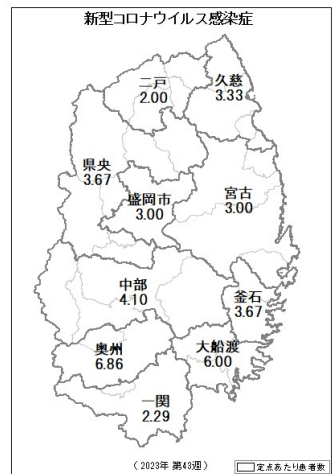 新型コロナウイルス感染症
二戸
2.00
久慈
3.33
県央
3.67
盛岡市
3.00
宮古
3.00
中部
4.10
釜石
3.67
奥州
6.86
大船渡
6.00
一関
2.29
(2023年 第43週)
定点あたり患者数